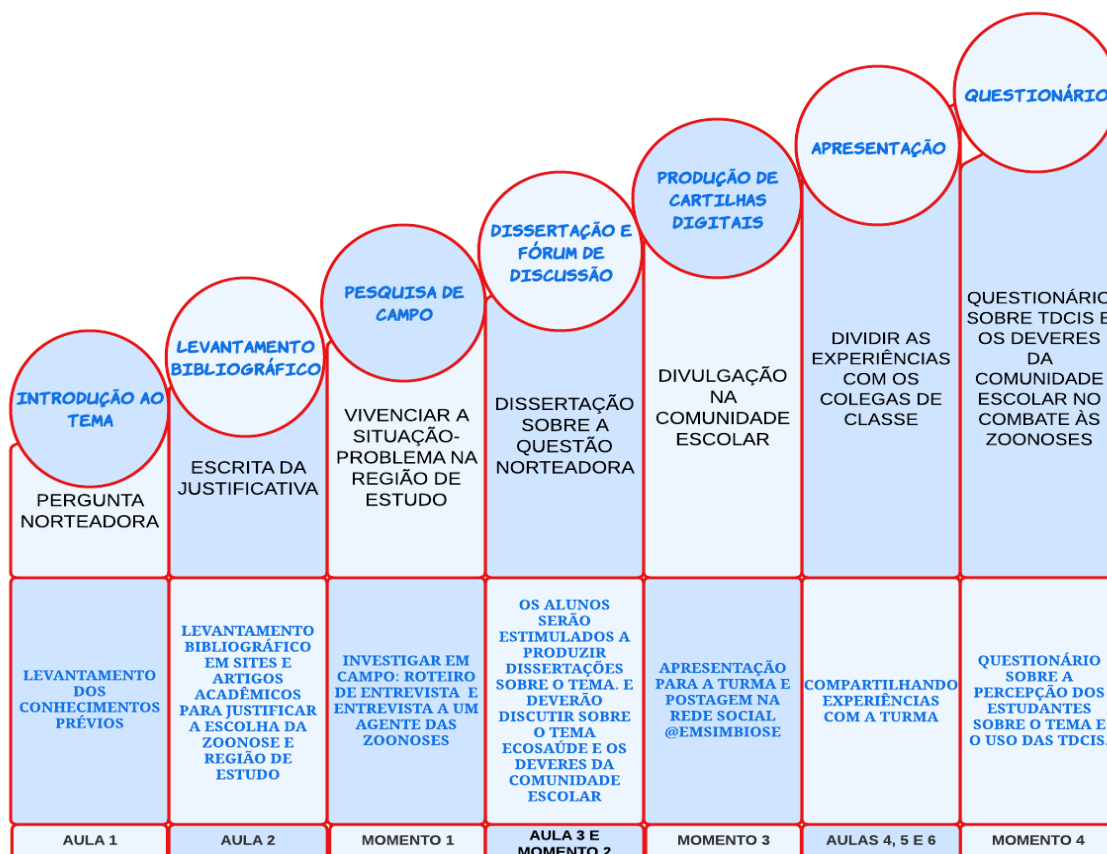 INTRODUÇÃO AO
TEMA
PERGUNTA
NORTEADORA
LEVANTAMENTO
DOS
CONHECIMENTOS
PRÉVIOS
AULA 1
LEVANTAMENTO
BIBLIOGRÁFICO
ESCRITA DA
JUSTIFICATIVA
LEVANTAMENTO
BIBLIOGRÁFICO
EM SITES E
ARTIGOS
ACADÊMICOS
PARA JUSTIFICAR
A ESCOLHA DA
ZOONOSE E
REGIÃO DE
ESTUDO
AULA 2
PESQUISA DE
CAMPO
VIVENCIAR A
SITUAÇÃO-
PROBLEMA NA
REGIÃO DE
ESTUDO
INVESTIGAR EM
CAMPO: ROTEIRO
DE ENTREVISTA E
ENTREVISTA A UM
AGENTE DAS
ZOONOSES
MOMENTO 1
DISSERTAÇÃO E
FÓRUM DE
DISCUSSÃO
DISSERTAÇÃO
SOBRE A
QUESTÃO
NORTEADORA
OS ALUNOS
SERÃO
ESTIMULADOS A
PRODUZIR
DISSERTAÇÕES
SOBRE O TEMA. E
DEVERÃO
DISCUTIR SOBRE
O TEMA
ECOSAÚDE E OS
DEVERES DA
COMUNIDADE
ESCOLAR
AULA 3 E
MOMENTO 2
PRODUÇÃO DE
CARTILHAS
DIGITAIS
DIVULGAÇÃO
NA
COMUNIDADE
ESCOLAR
APRESENTAÇÃO
PARA A TURMA E
POSTAGEM NA
REDE SOCIAL
@EMSIMBIOSE
MOMENTO 3
APRESENTAÇÃO
DIVIDIR AS
EXPERIÊNCIAS
COM OS
COLEGAS DE
CLASSE
COMPARTILHANDO
EXPERIÊNCIAS
COM A TURMA
AULAS 4, 5 E 6
QUESTIONÁRIO
QUESTIONÁRIO
SOBRE TDCIS E
OS DEVERES
DA
COMUNIDADE
ESCOLAR NO
COMBATE ÀS
ZOONOSES
QUESTIONÁRIO
SOBRE A
PERCEPÇÃO DOS
ESTUDANTES
SOBRE O TEMA E
O USO DAS TDCIS.
MOMENTO 4